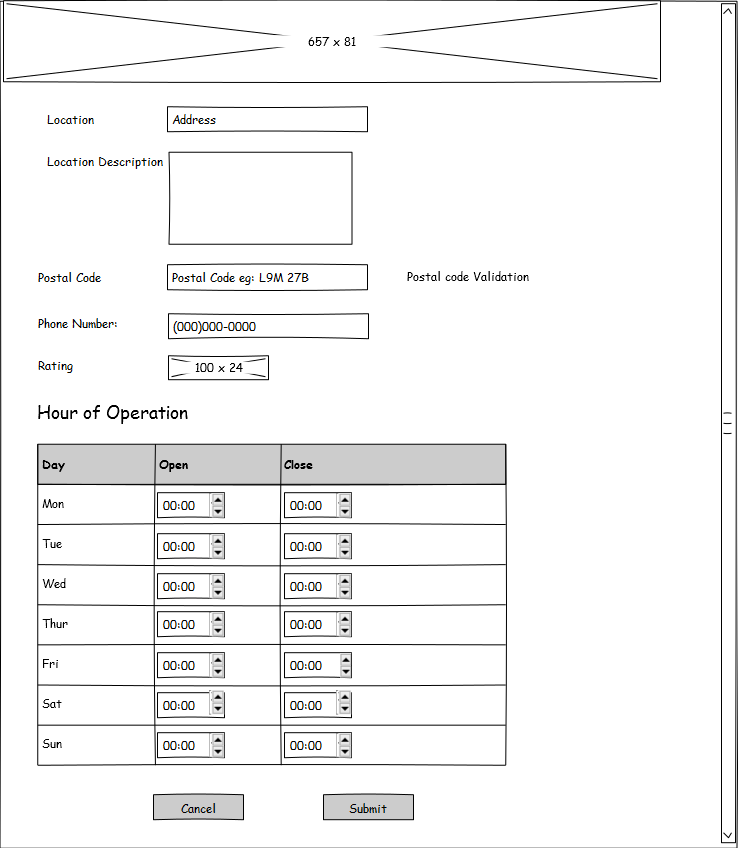 657 x 81
Location Address
Location Description
Postal Code Postal Code eg: L9M 27B Postal code Validation
Phone Number: (000)000-0000
Rating 100 x 24
Hour of Operation
Day Open Close
Mon 00:00 00:00
Tue 00:00 00:00
Wed 00:00 00:00
Thur 00:00 00:00
Fri 00:00 00:00
Sat 00:00 00:00
Sun 00:00 00:00
Cancel Submit